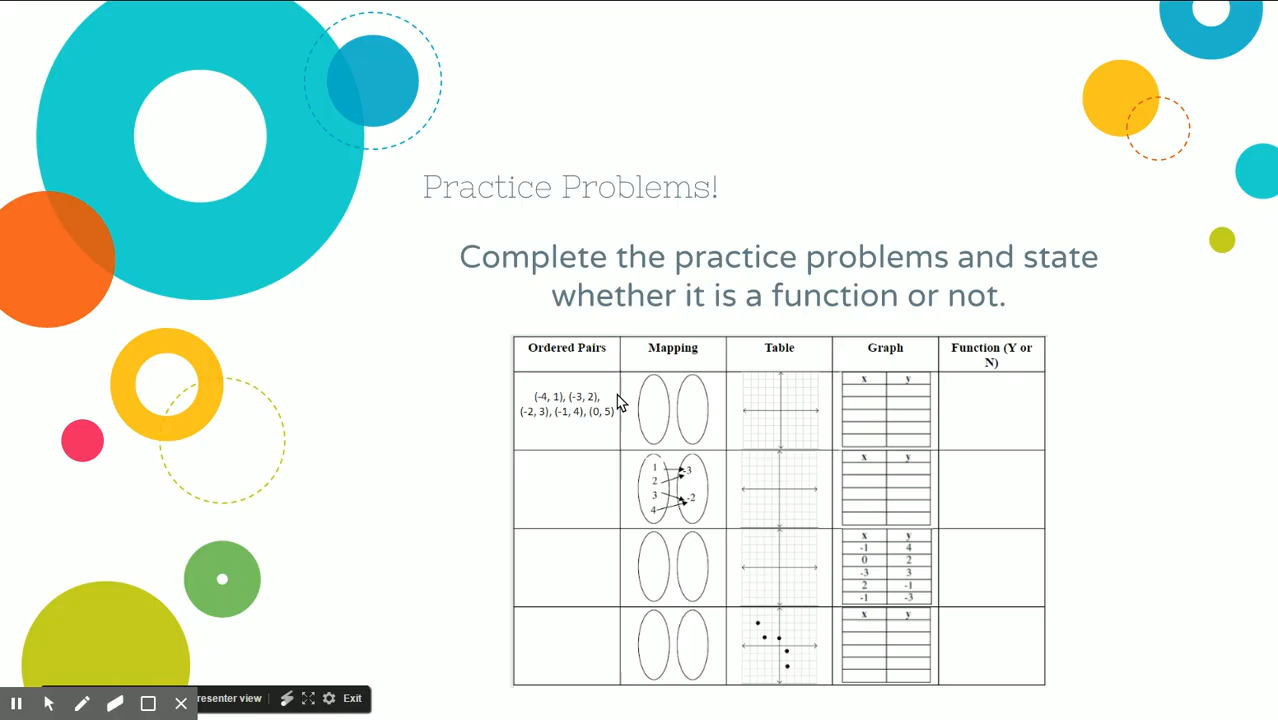 Practice Problems!
Complete the practice problems and state
whether it is a function or not.
Ordered Pairs Mapping Table Graph Function (Y or
N)
(-4, 1), (-3, 2),
(-2, 3), (-1, 4), (0, 5)
x y
1 -3
2
3 -2
4
x y
x y
-1 4
0 2
-3 3
2 -1
-1 -3
x y
resenter view Exit